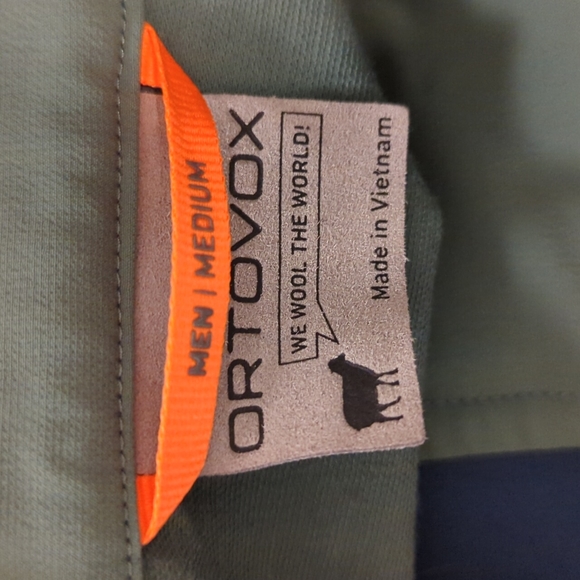 MEN | MEDIUM
ORTOVOX
WE WOOL THE WORLD!
Made in Vietnam